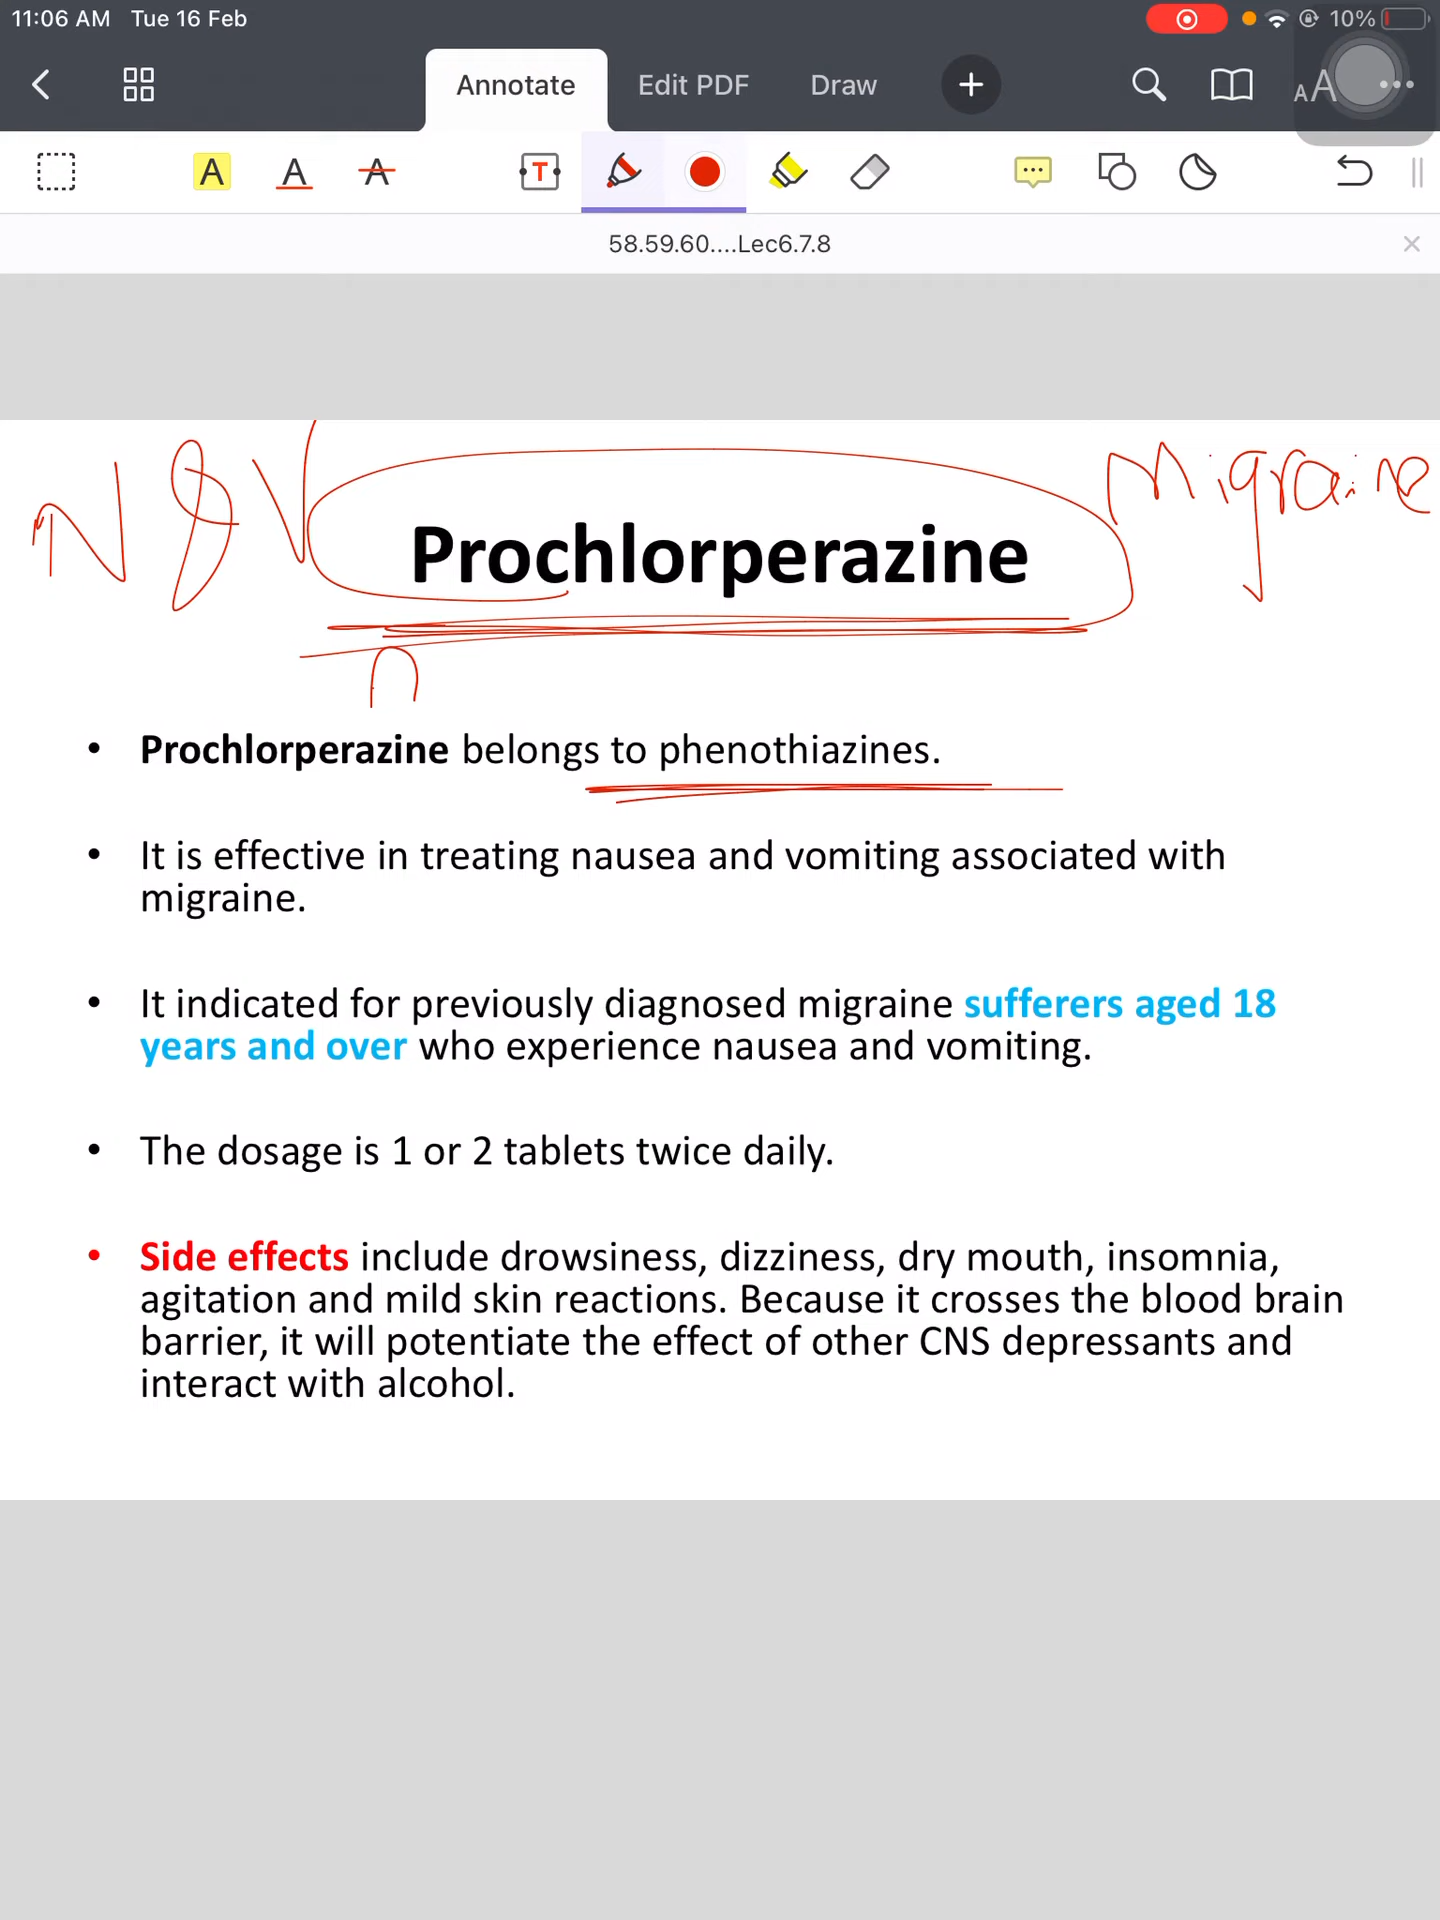 11:06 AM Tue 16 Feb
10%
Annotate Edit PDF Draw
AA
A A A T
58.59.60....Lec6.7.8
N & V
Migraine
Prochlorperazine
n
• Prochlorperazine belongs to phenothiazines.
• It is effective in treating nausea and vomiting associated with
migraine.
• It indicated for previously diagnosed migraine sufferers aged 18
years and over who experience nausea and vomiting.
• The dosage is 1 or 2 tablets twice daily.
• Side effects include drowsiness, dizziness, dry mouth, insomnia,
agitation and mild skin reactions. Because it crosses the blood brain
barrier, it will potentiate the effect of other CNS depressants and
interact with alcohol.